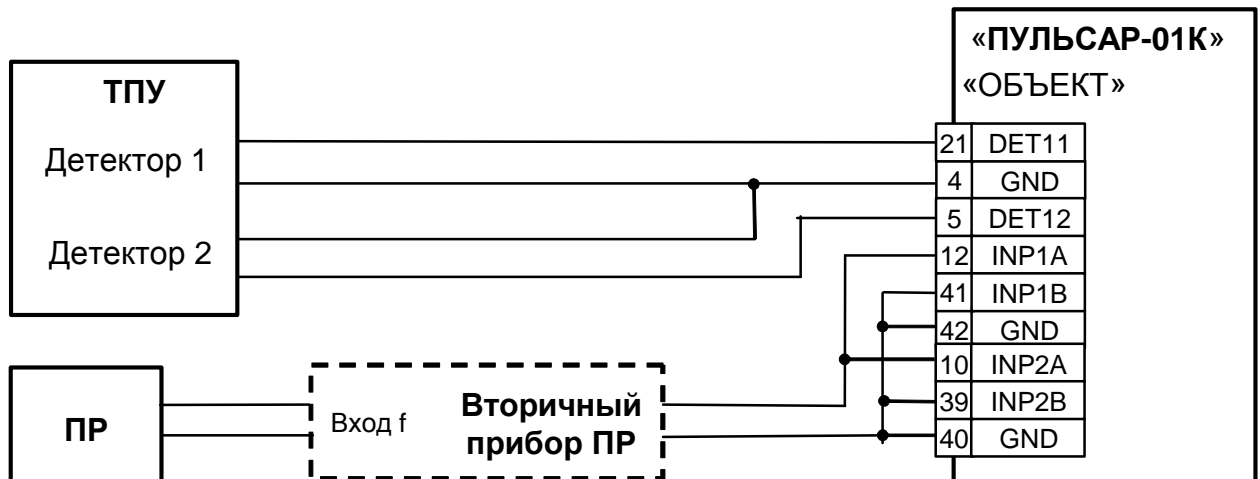 «ПУЛЬСАР-01К»
«ОБЪЕКТ»
ТПУ
Детектор 1
Детектор 2
21 DET11
4 GND
5 DET12
12 INP1A
41 INP1B
42 GND
10 INP2A
39 INP2B
40 GND
ПР
Вход f
Вторичный
прибор ПР